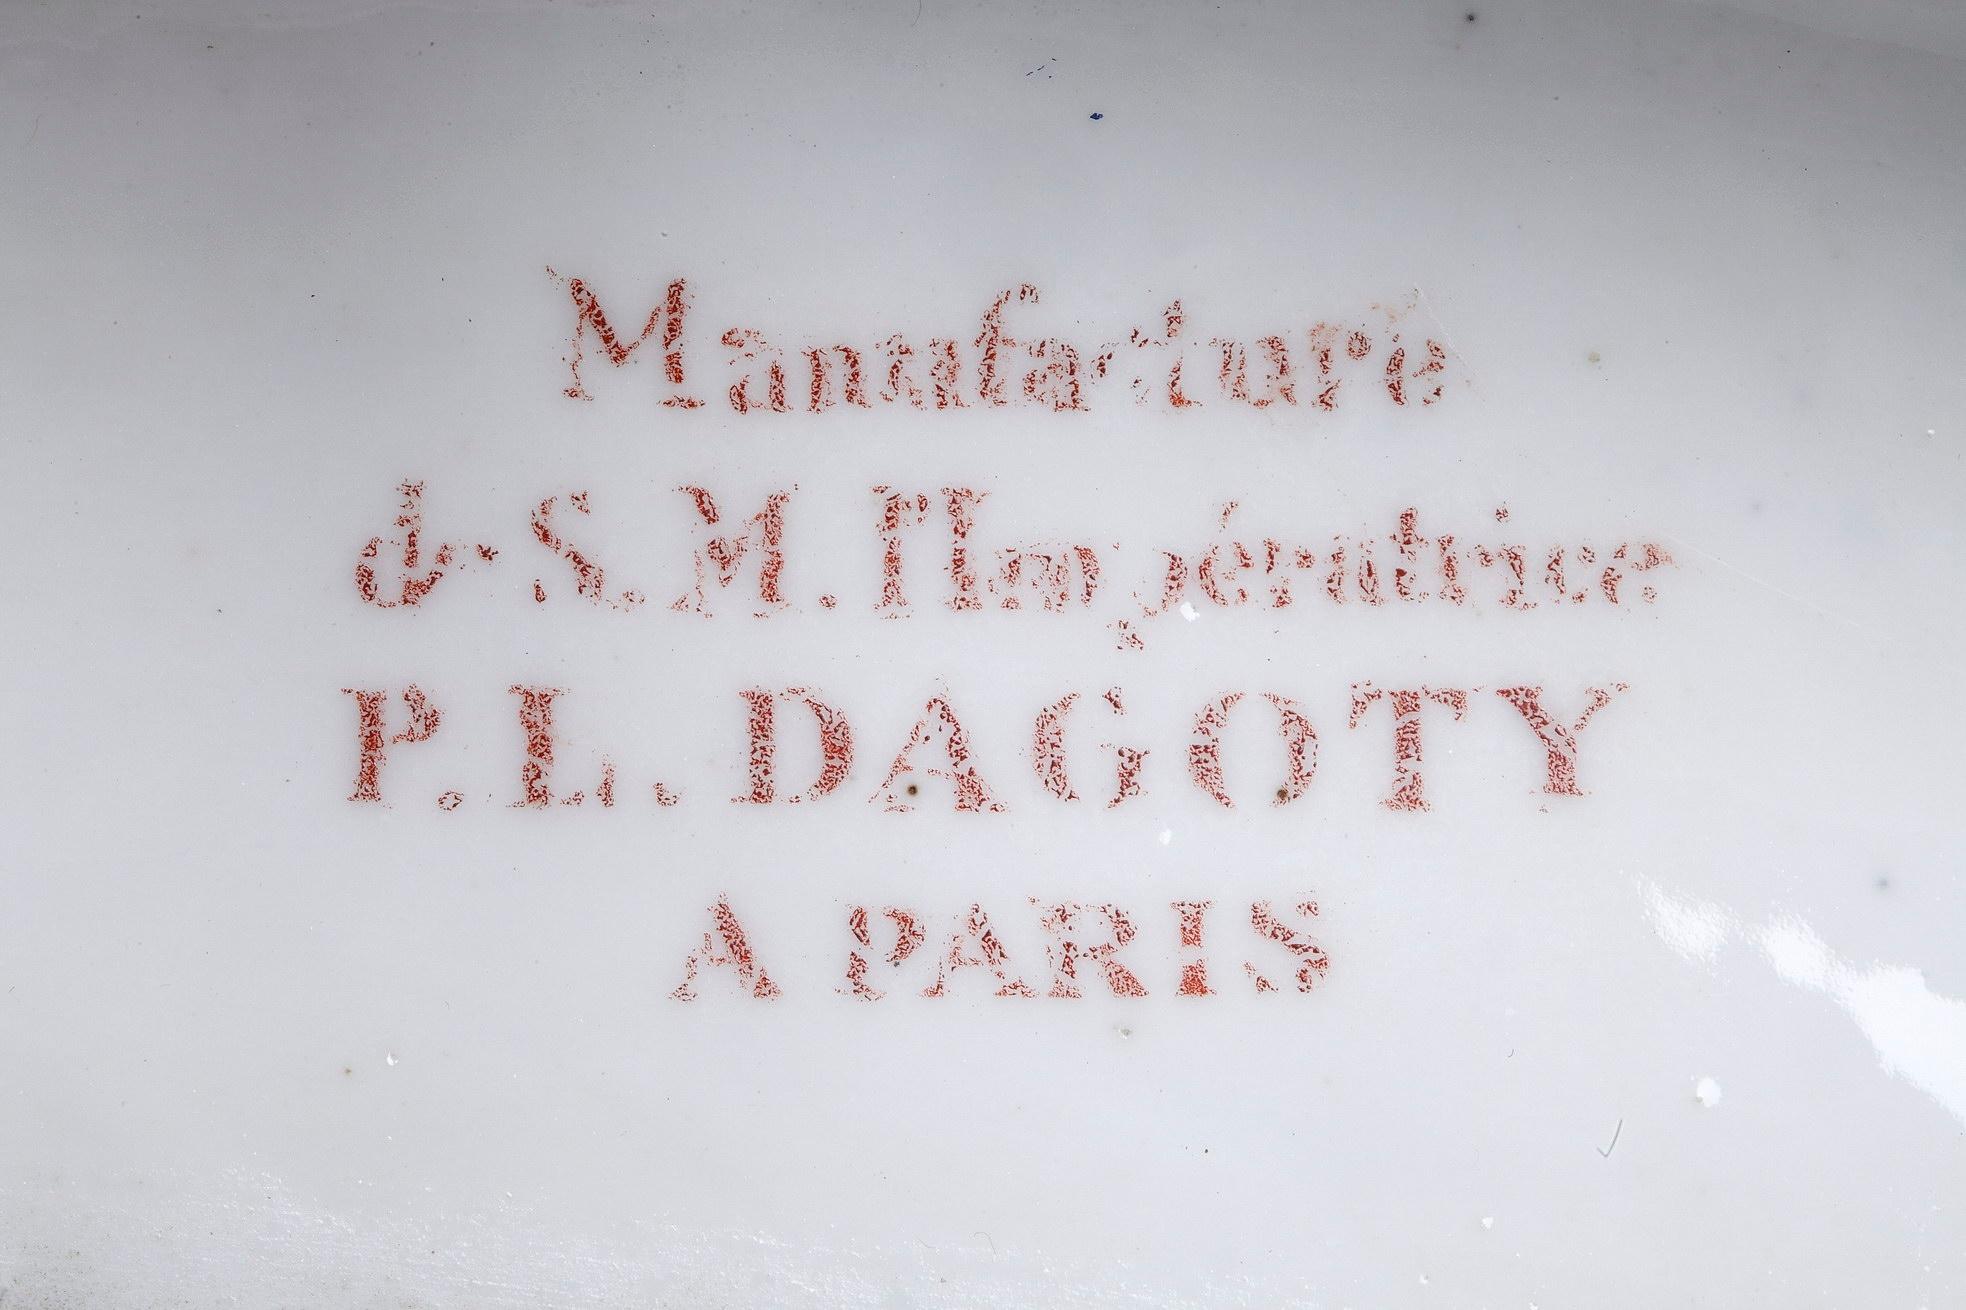 Manufacture
de S. M. l'Impératrice
P. L. DAGOTY
A PARIS